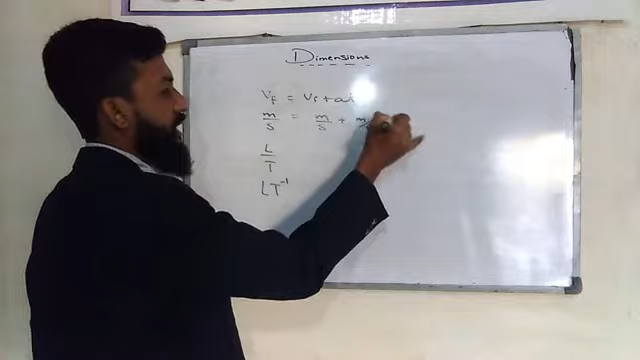 Dimensions
Vf = Vi + at
m/s = m/s + m
L/T
LT⁻¹